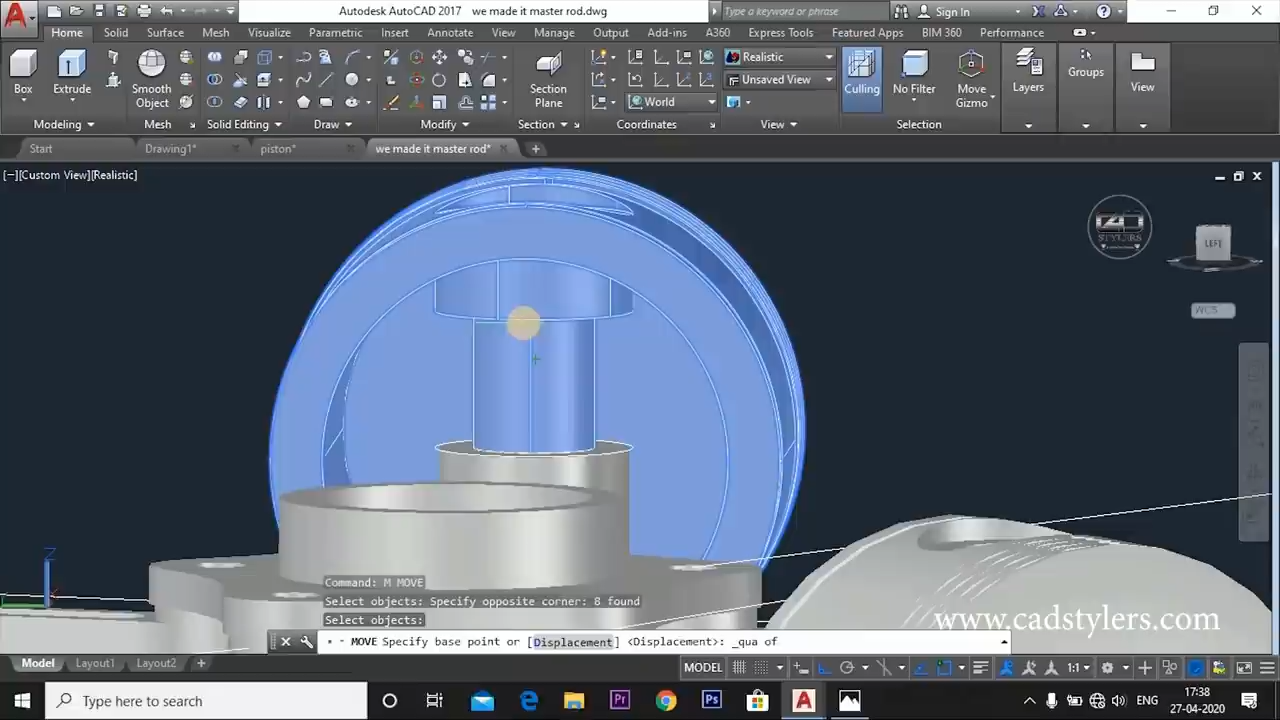 Autodesk AutoCAD 2017 we made it master rod.dwg
Type a keyword or phrase
Sign In
Home Solid Surface Mesh Visualize Parametric Insert Annotate View Manage Output Add-ins A360 Express Tools Featured Apps BIM 360 Performance
Realistic
Unsaved View
World
Box
Extrude
Smooth Object
Section Plane
Culling
No Filter
Move Gizmo
Layers
Groups
View
Modeling Mesh Solid Editing Draw Modify Section Coordinates View Selection
Start Drawing1* piston* we made it master rod*
[−][Custom View][Realistic]
STYLERS
LEFT
WCS
Z
Command: M MOVE
Select objects: Specify opposite corner: 8 found
Select objects:
www.cadstylers.com
MOVE Specify base point or [Displacement] <Displacement>: _qua of
Model Layout1 Layout2
MODEL
1:1
Type here to search
Pr
Ps
A
ENG
17:38
27-04-2020